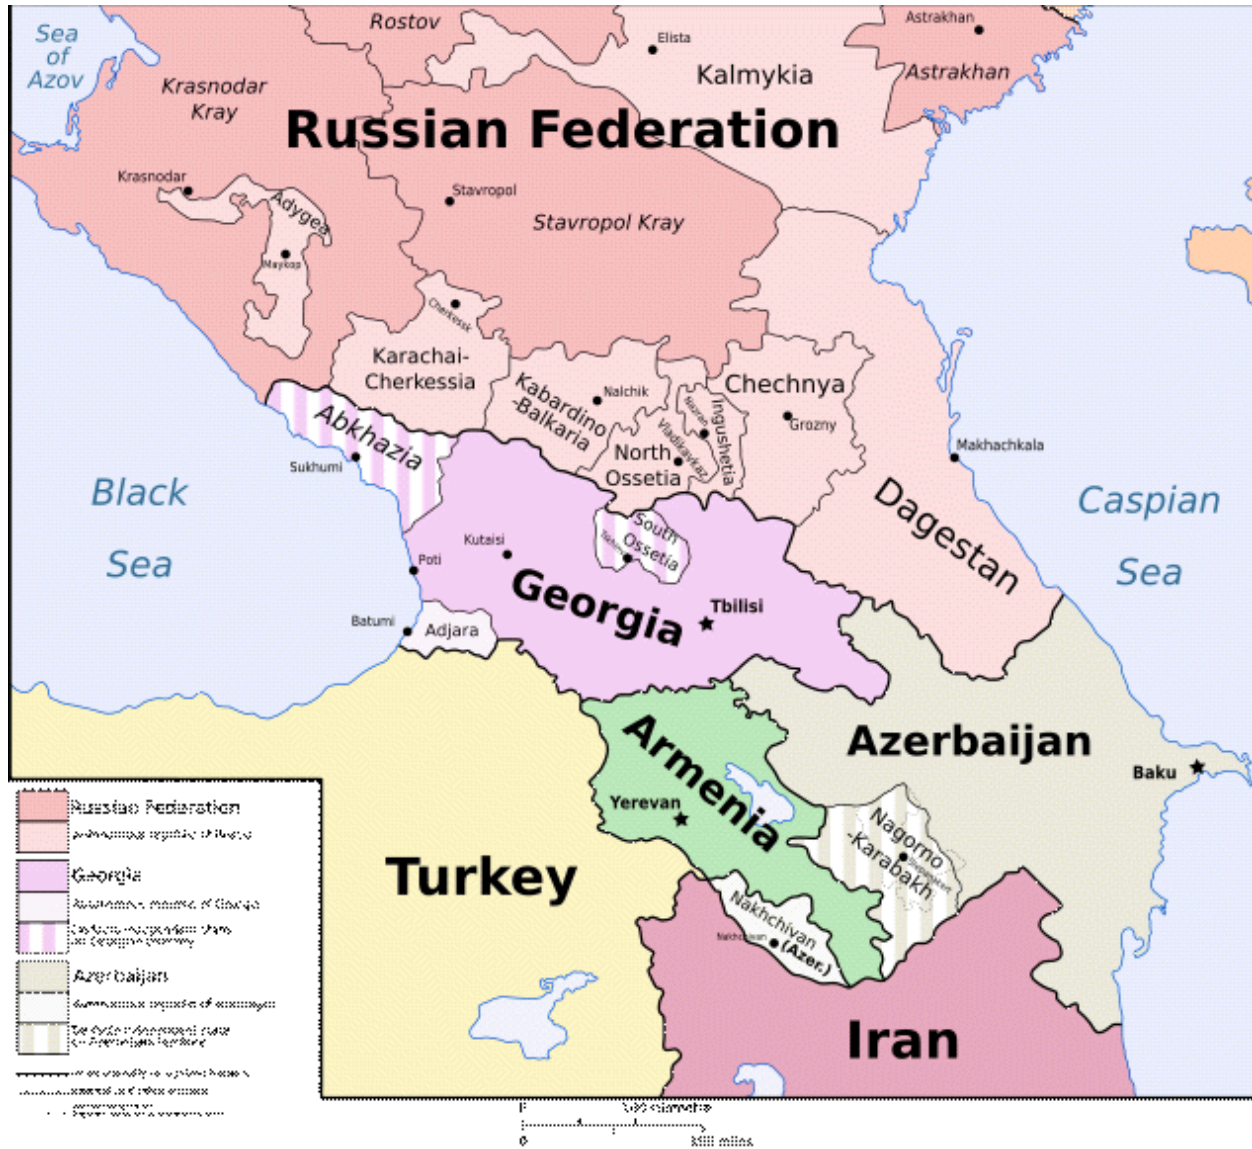 Sea
of
Azov
Rostov
Astrakhan
Elista
Kalmykia
Astrakhan
Krasnodar
Kray
Russian Federation
Krasnodar
Stavropol
Adygea
Stavropol Kray
Maykop
Cherkessk
Karachai-
Cherkessia
Kabardino
-Balkaria
Nalchik
Chechnya
Nazran
Ingushetia
Grozny
Abkhazia
Vladikavkaz
North
Ossetia
Sukhumi
Makhachkala
Black
Sea
Caspian
Sea
Dagestan
South
Ossetia
Kutaisi
Poti
Georgia
Tbilisi
Batumi
Adjara
Armenia
Azerbaijan
Baku
Yerevan
Nagorno
-Karabakh
Turkey
Nakhchivan
(Azer.)
Nakhchivan
Iran
Russian Federation
Georgia
Azerbaijan
0